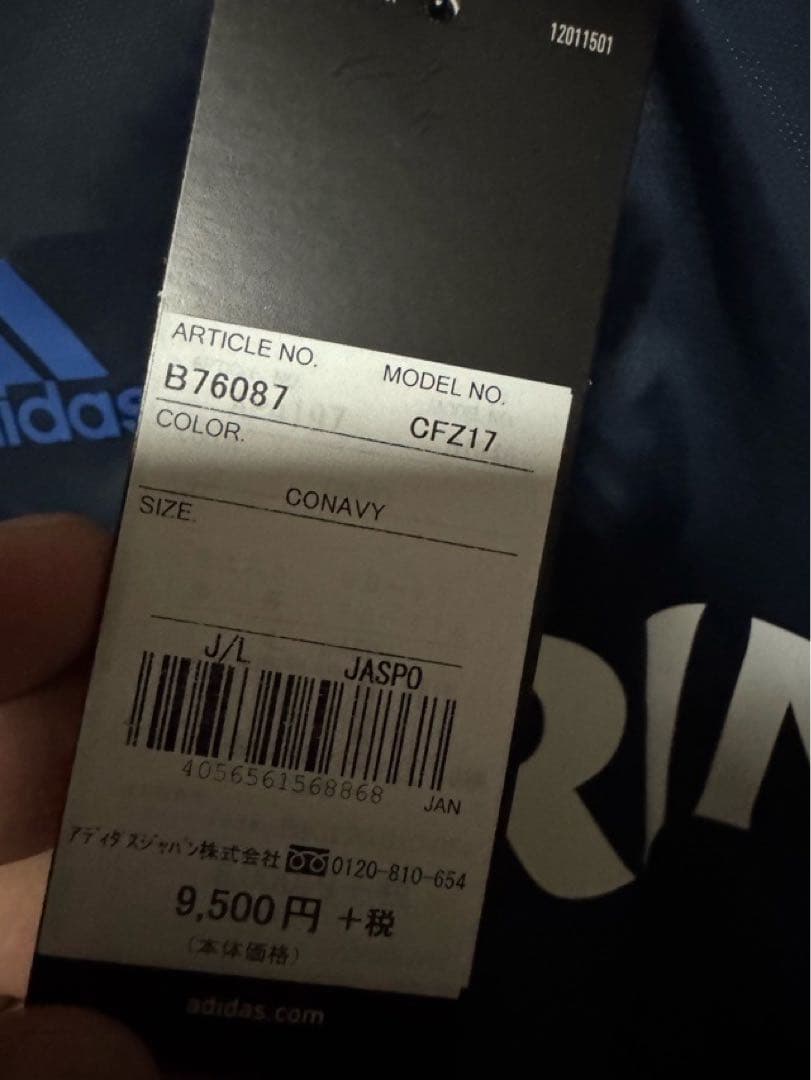 12011501
ARTICLE NO.
MODEL NO.
B76087
CFZ17
COLOR.
CONAVY
SIZE
J/L
JASPO
4056561568868
JAN
アディダスジャパン株式会社 0120-810-654
9,500円 +税
(本体価格)
adidas.com
idas
RIN